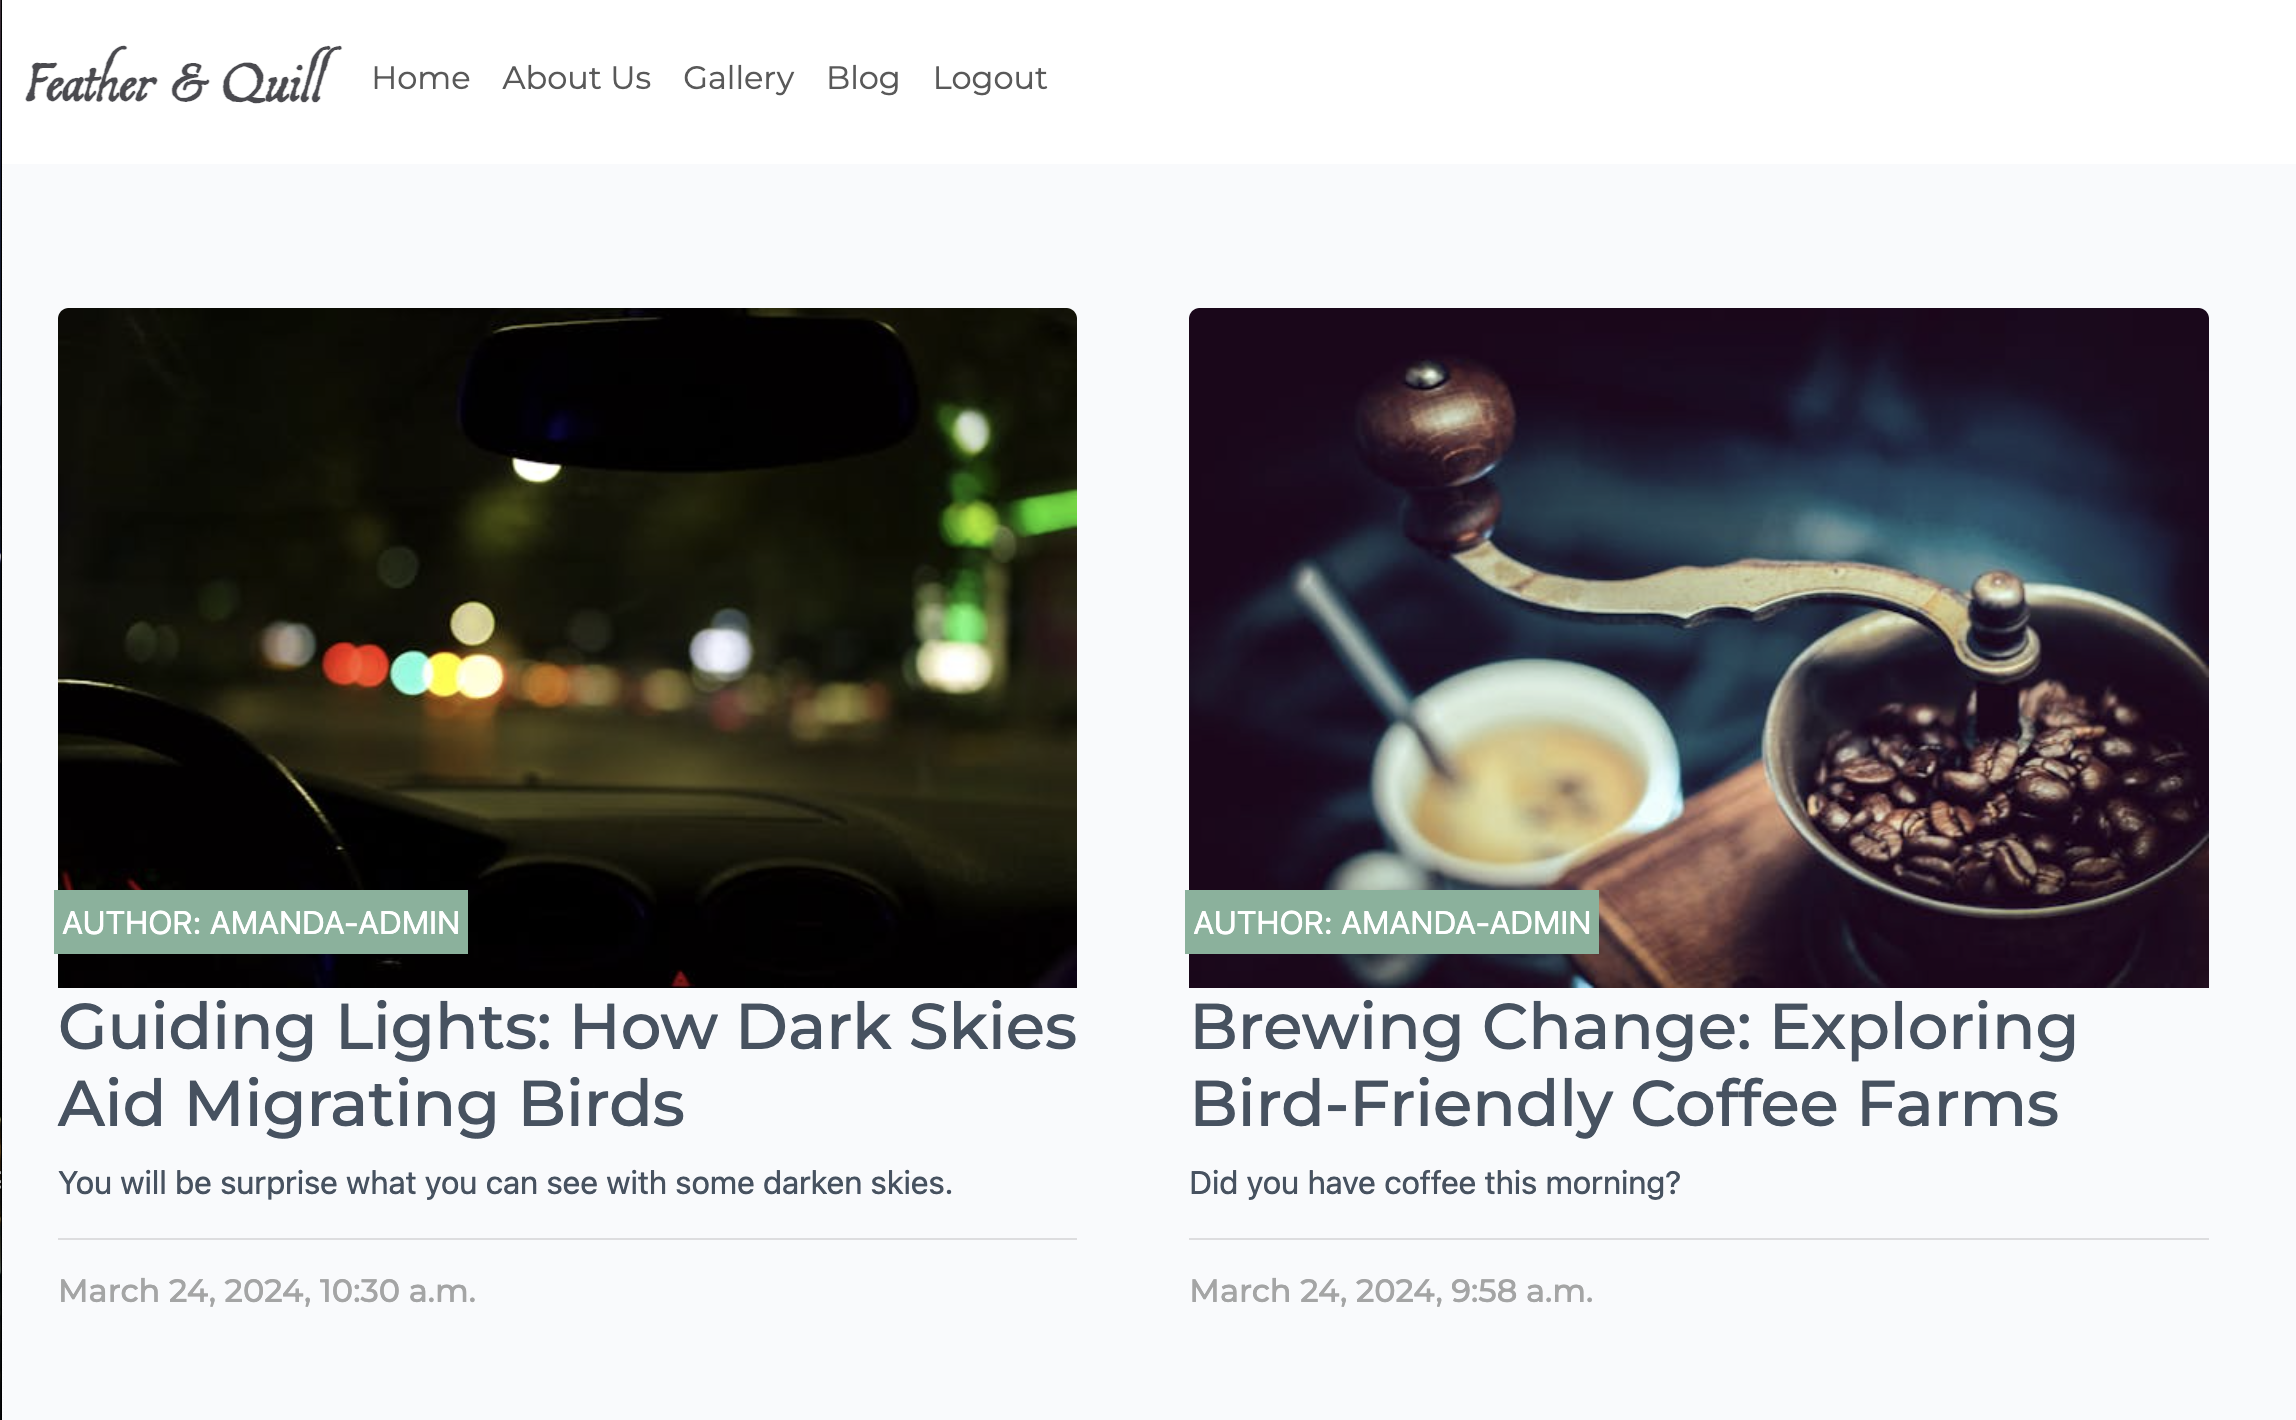 Feather & Quill Home About Us Gallery Blog Logout
AUTHOR: AMANDA-ADMIN
Guiding Lights: How Dark Skies
Aid Migrating Birds
You will be surprise what you can see with some darken skies.
March 24, 2024, 10:30 a.m.
AUTHOR: AMANDA-ADMIN
Brewing Change: Exploring
Bird-Friendly Coffee Farms
Did you have coffee this morning?
March 24, 2024, 9:58 a.m.